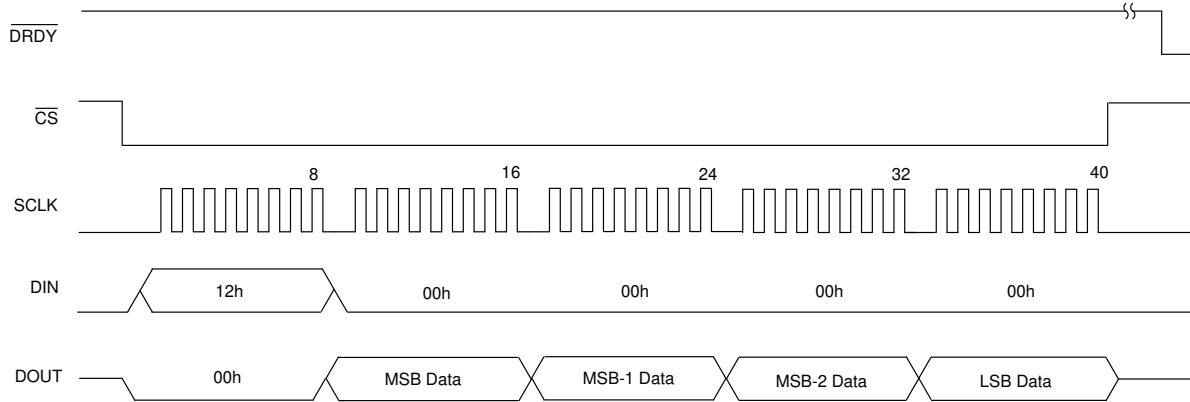 DRDY
CS
8 16 24 32 40
SCLK
DIN 12h 00h 00h 00h 00h
DOUT 00h MSB Data MSB-1 Data MSB-2 Data LSB Data